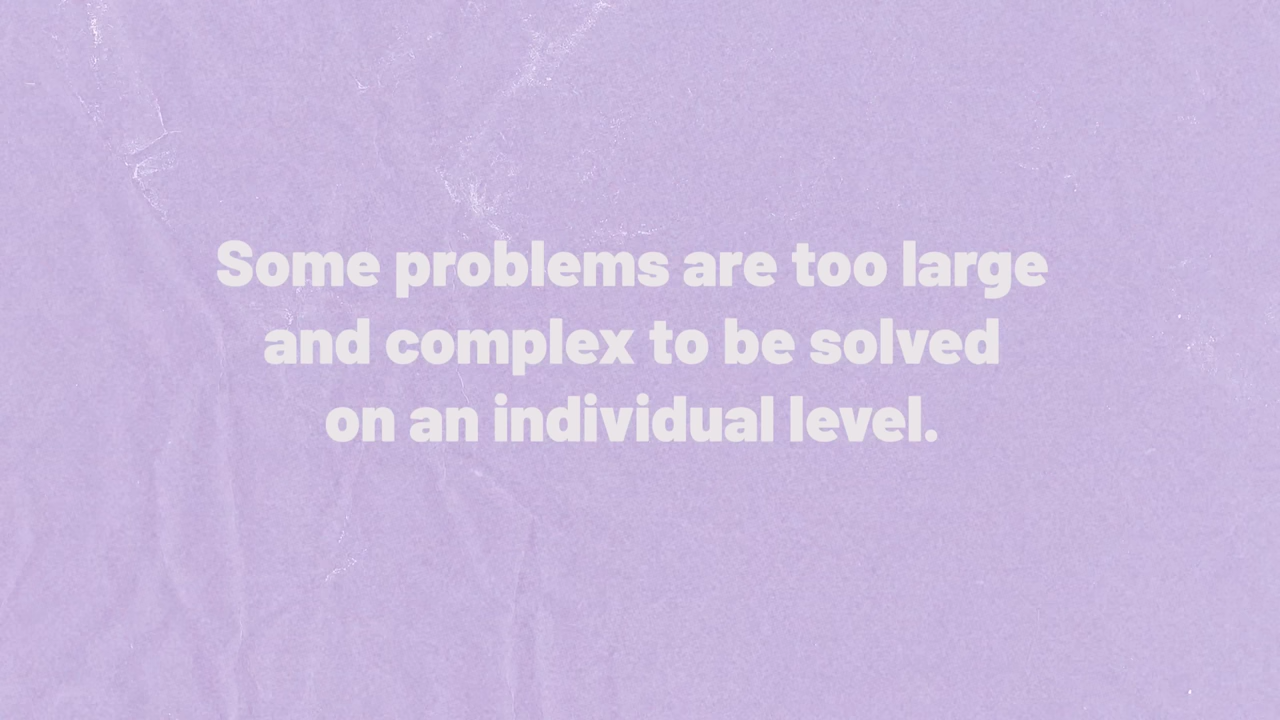 Some problems are too large
and complex to be solved
on an individual level.